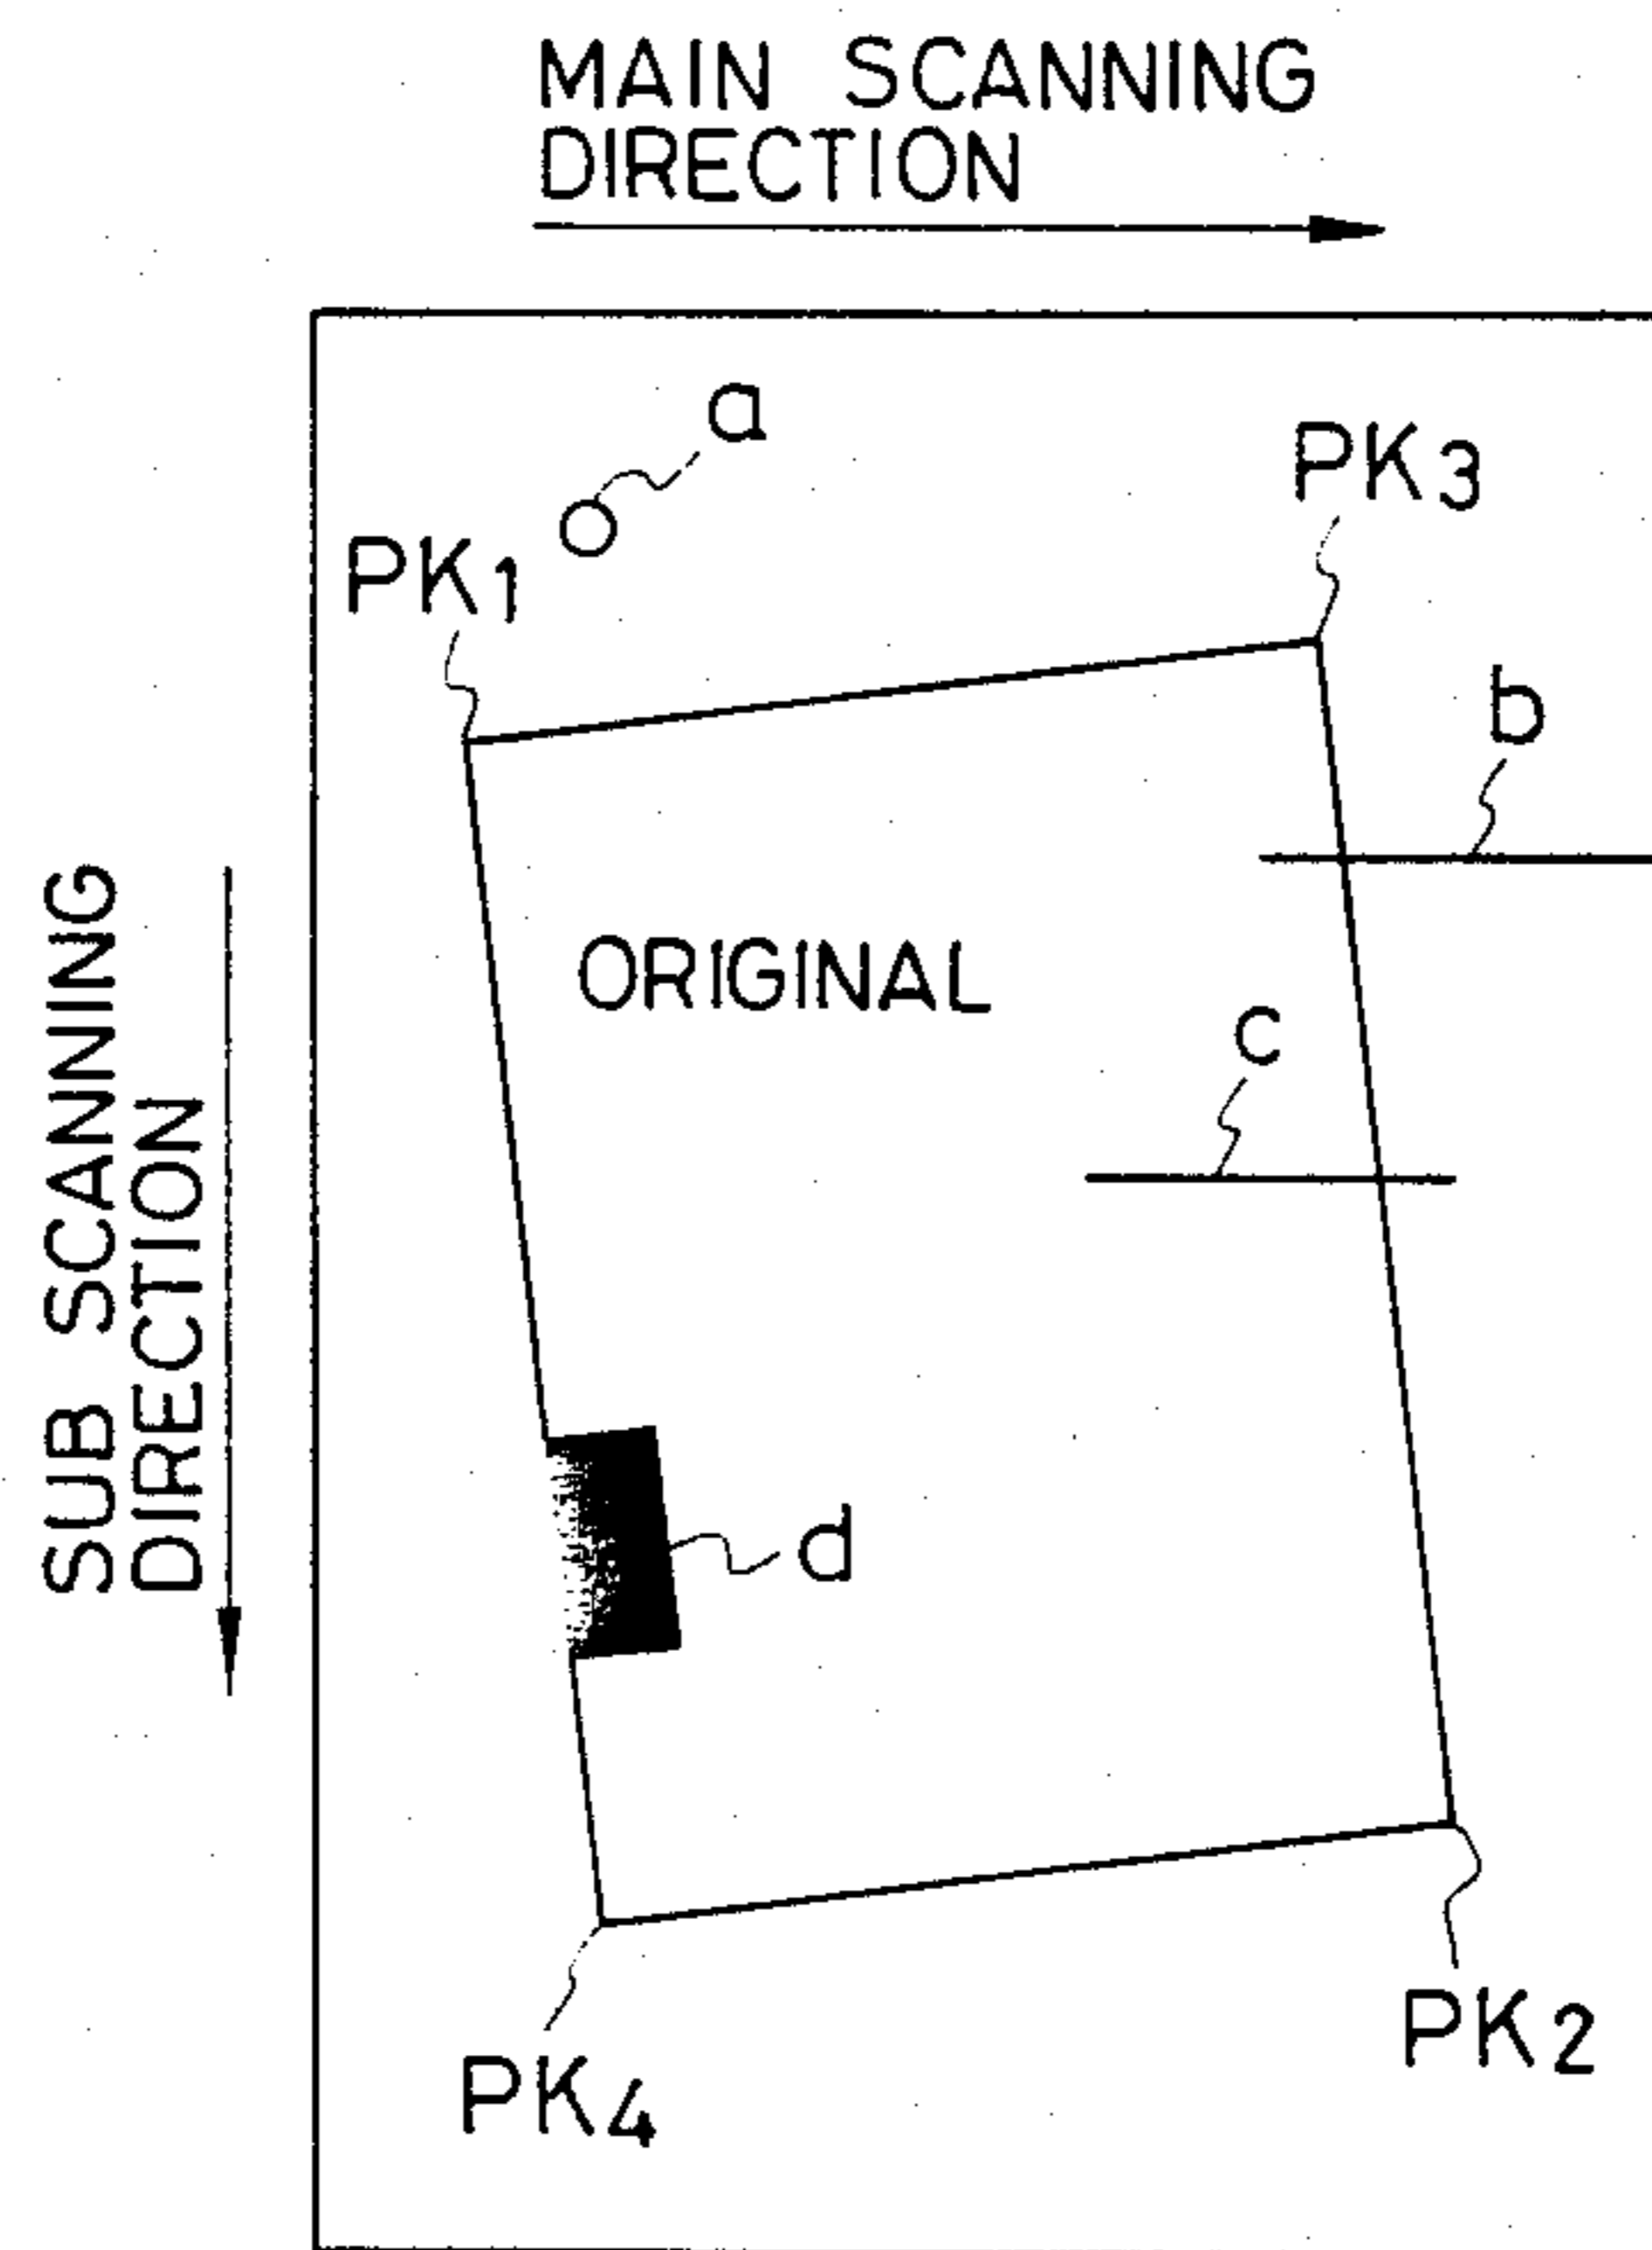 MAIN SCANNING
DIRECTION
a
PK3
PK1
b
ORIGINAL
c
SUB SCANNING
DIRECTION
d
PK2
PK4